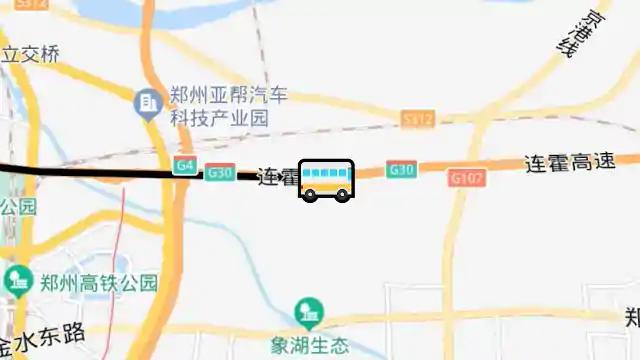 S312
京港线
立交桥
郑州亚帮汽车
科技产业园
S312
G4
G30
连霍
G30
连霍高速
G107
公园
郑州高铁公园
象湖生态
郑
金水东路